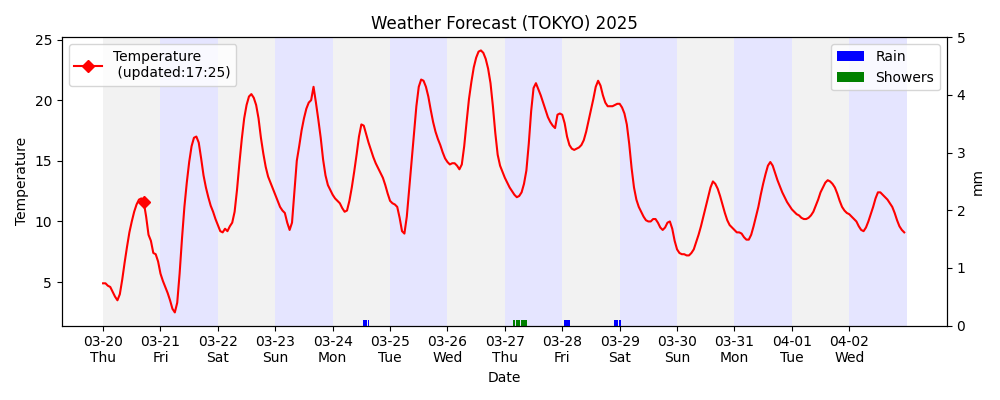 Weather Forecast (TOKYO) 2025
Temperature
(updated:17:25)
Rain
Showers
25
20
15
10
5
Temperature
5
4
3
2
1
0
mm
03-20 03-21 03-22 03-23 03-24 03-25 03-26 03-27 03-28 03-29 03-30 03-31 04-01 04-02
Thu Fri Sat Sun Mon Tue Wed Thu Fri Sat Sun Mon Tue Wed
Date